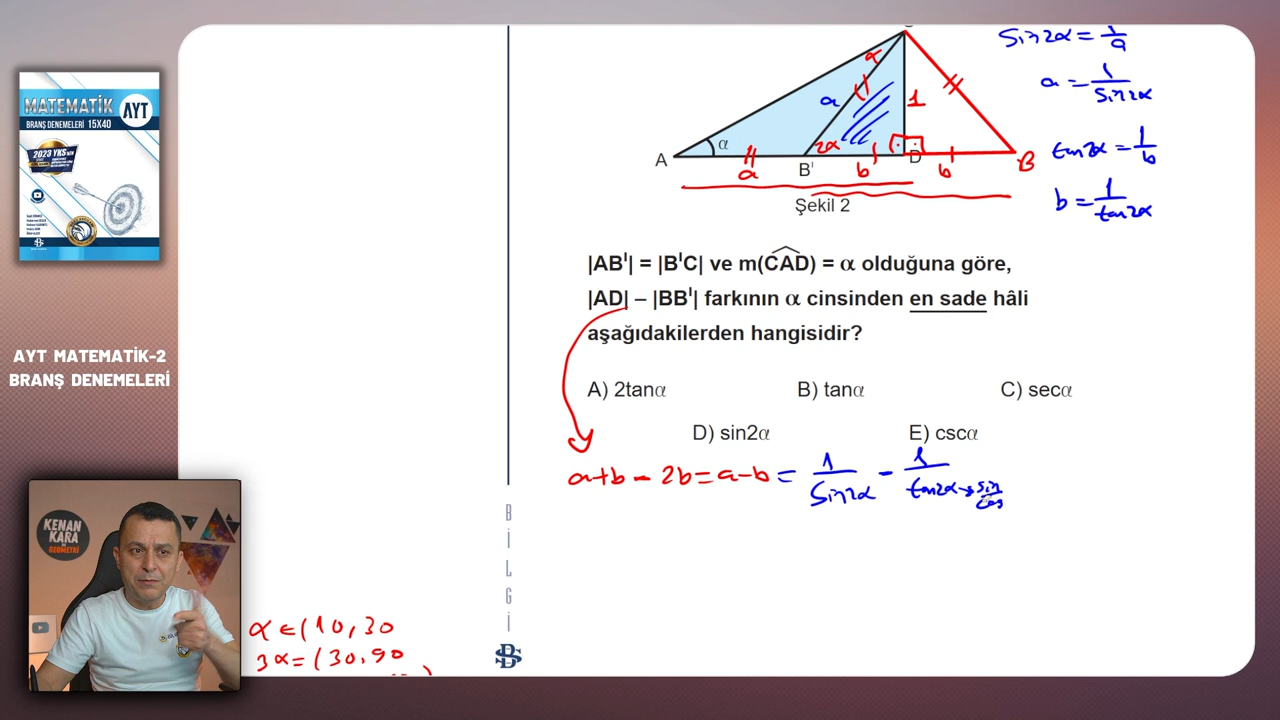 MATEMATİK
AYT
BRANŞ DENEMELERİ 15X40
2023 YKS'NİN
AYT MATEMATİK-2
BRANŞ DENEMELERİ
KENAN
KARA
ile
GEOMETRİ
α ∈ (10, 30
3α = (30, 90
B
İ
L
G
İ
BS
sin2α = 1/a
a = 1/sin2α
tan2α = 1/b
b = 1/tan2α
α
a
1
A
α
2α
B'
D
B
a
b
b
Şekil 2
|AB'| = |B'C| ve m(CAD) = α olduğuna göre,
|AD| – |BB'| farkının α cinsinden en sade hâli
aşağıdakilerden hangisidir?
A) 2tanα B) tanα C) secα
D) sin2α E) cscα
a+b - 2b = a-b = 1/sin2α - 1/tan2α → sin/cos